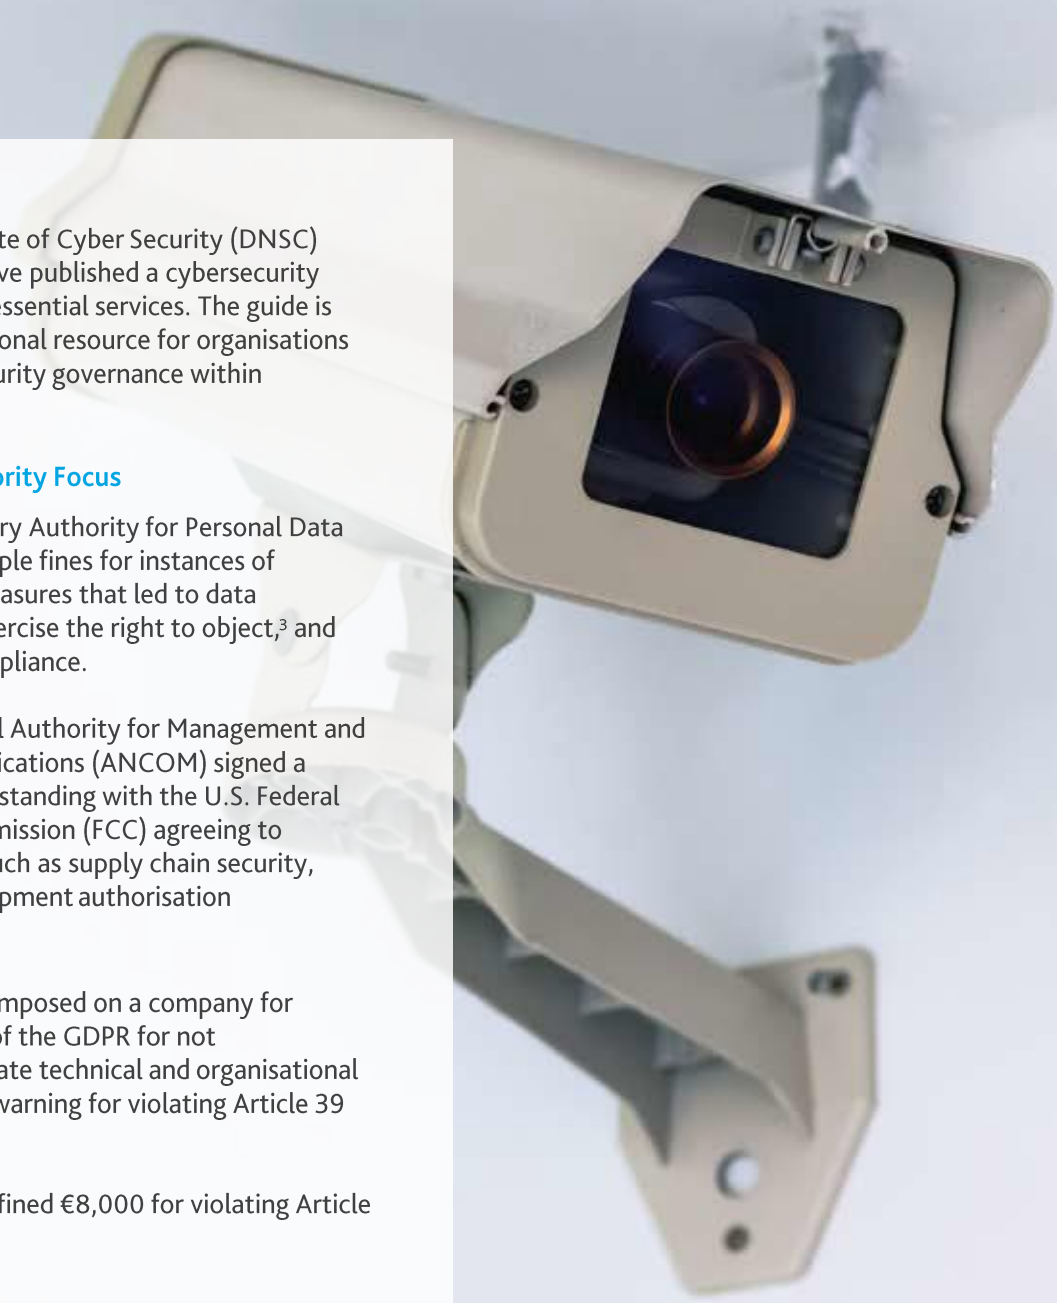 te of Cyber Security (DNSC)
ve published a cybersecurity
essential services. The guide is
onal resource for organisations
urity governance within
ority Focus
ry Authority for Personal Data
ple fines for instances of
asures that led to data
ercise the right to object,³ and
pliance.
l Authority for Management and
ications (ANCOM) signed a
standing with the U.S. Federal
mission (FCC) agreeing to
uch as supply chain security,
pment authorisation
mposed on a company for
of the GDPR for not
ate technical and organisational
warning for violating Article 39
fined €8,000 for violating Article